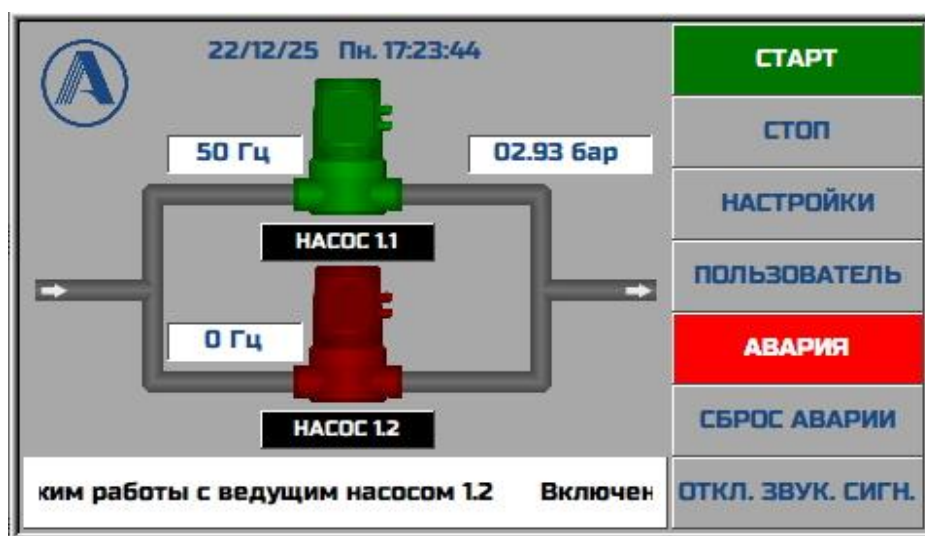 22/12/25 Пн. 17:23:44
50 Гц
02.93 бар
НАСОС 1.1
0 Гц
НАСОС 1.2
ким работы с ведущим насосом 1.2 Включен
СТАРТ
СТОП
НАСТРОЙКИ
ПОЛЬЗОВАТЕЛЬ
АВАРИЯ
СБРОС АВАРИИ
ОТКЛ. ЗВУК. СИГН.